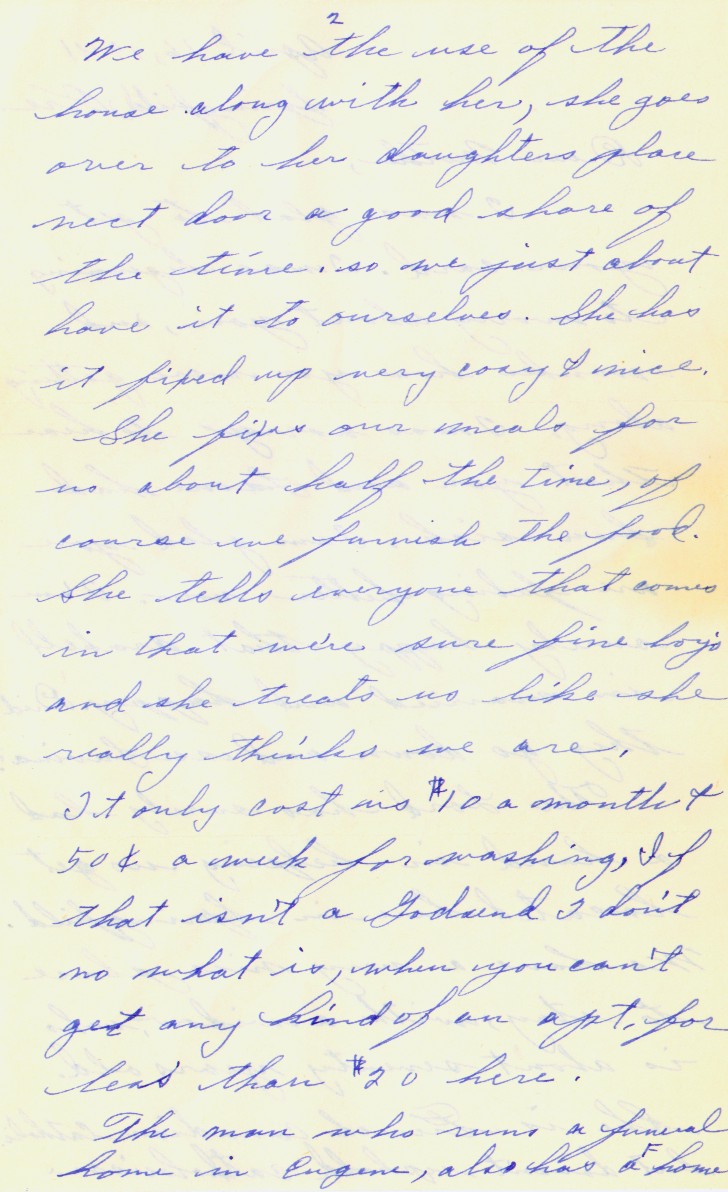 2
We have the use of the
house along with her, she goes
over to her daughters place
nect door a good share of
the time. so we just about
have it to ourselves. She has
it fixed up very cosy & nice.
She fixs our meals for
us about half the time, of
course we furnish the food.
She tells everyone that comes
in that we're sure fine boys
and she treats us like she
really thinks we are.
It only cost us $10 a month &
50¢ a week for washing, If
that isn't a Godsend I don't
no what is, when you can't
get any kind of an apt. for
less than $20 here.
The man who runs a funeral
home in Eugene, also has a F home